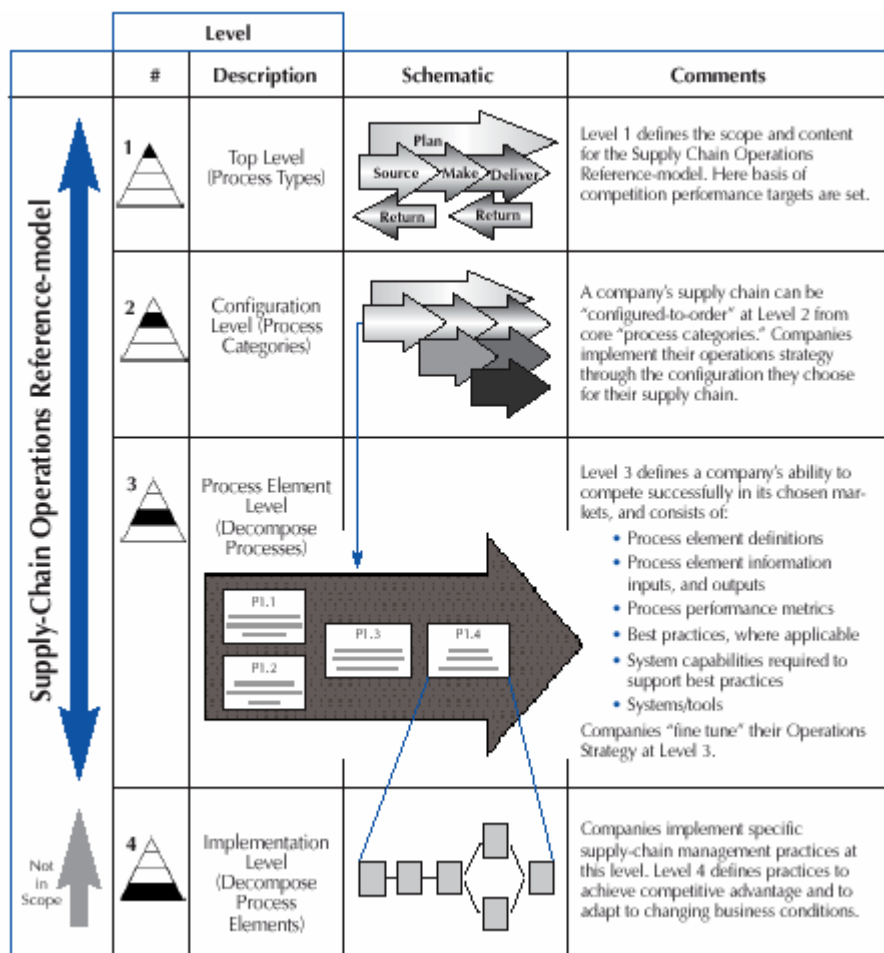 Level
#
Description
Schematic
Comments
Supply-Chain Operations Reference-model
1
Top Level
(Process Types)
Plan
Source
Make
Deliver
Return
Return
Level 1 defines the scope and content
for the Supply Chain Operations
Reference-model. Here basis of
competition performance targets are set.
2
Configuration
Level (Process
Categories)
A company's supply chain can be
"configured-to-order" at Level 2 from
core "process categories." Companies
implement their operations strategy
through the configuration they choose
for their supply chain.
3
Process Element
Level
(Decompose
Processes)
P1.1
P1.2
P1.3
P1.4
Level 3 defines a company's ability to
compete successfully in its chosen mar-
kets, and consists of:
• Process element definitions
• Process element information
inputs, and outputs
• Process performance metrics
• Best practices, where applicable
• System capabilities required to
support best practices
• Systems/tools
Companies "fine tune" their Operations
Strategy at Level 3.
Not
in
Scope
4
Implementation
Level
(Decompose
Process
Elements)
Companies implement specific
supply-chain management practices at
this level. Level 4 defines practices to
achieve competitive advantage and to
adapt to changing business conditions.